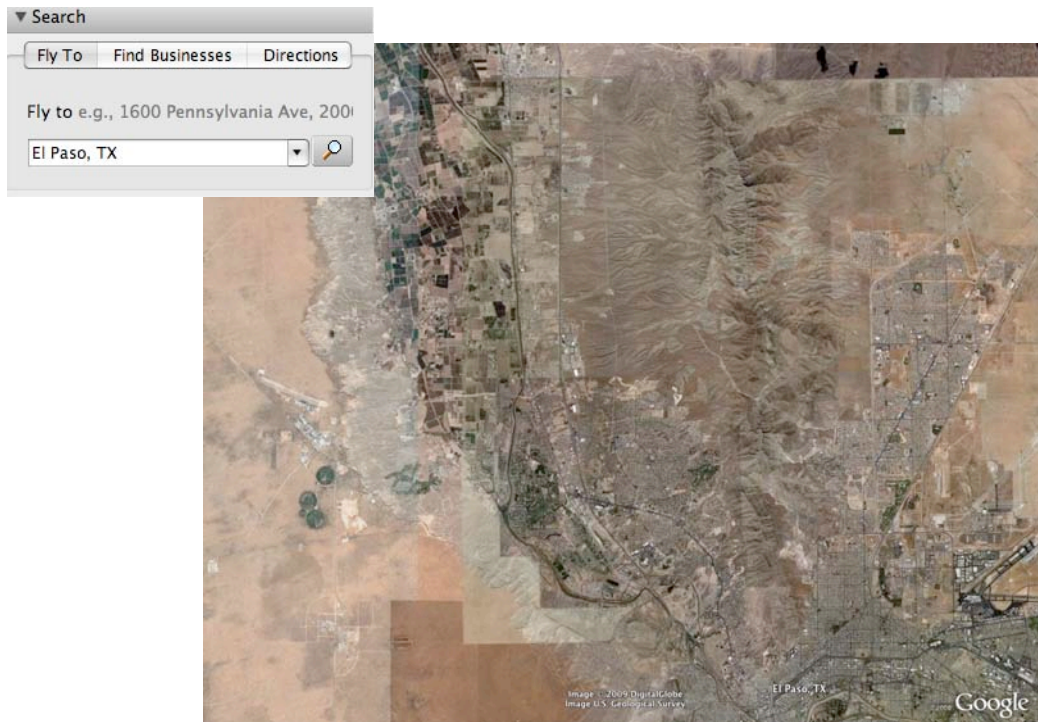 Search
Fly To Find Businesses Directions
Fly to e.g., 1600 Pennsylvania Ave, 200
El Paso, TX
Image © 2009 DigitalGlobe
Image U.S. Geological Survey
El Paso, TX
Google